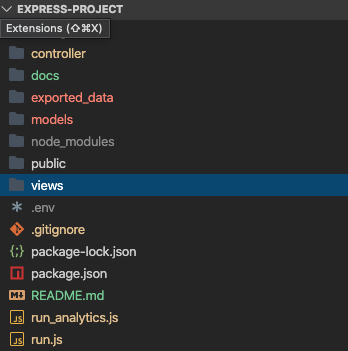 EXPRESS-PROJECT
Extensions (⇧⌘X)
controller
docs
exported_data
models
node_modules
public
views
.env
.gitignore
package-lock.json
package.json
README.md
run_analytics.js
run.js